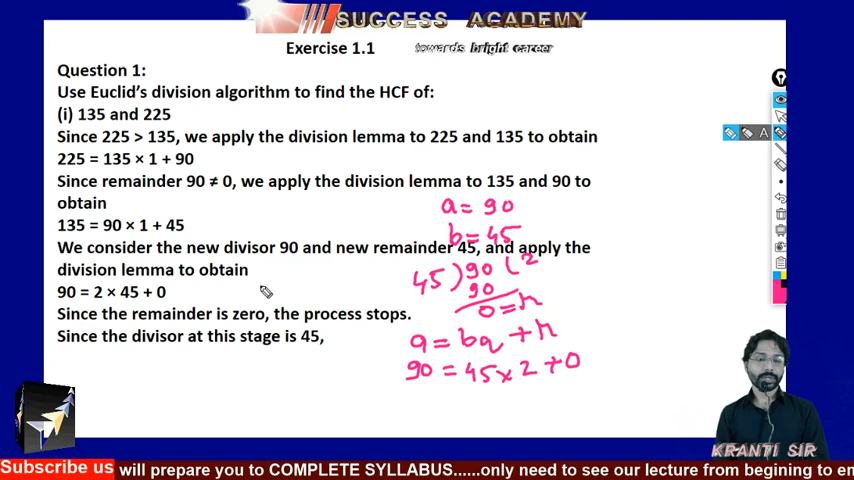 SUCCESS ACADEMY
Exercise 1.1
towards bright career
Question 1:
Use Euclid's division algorithm to find the HCF of:
(i) 135 and 225
Since 225 > 135, we apply the division lemma to 225 and 135 to obtain
225 = 135 × 1 + 90
Since remainder 90 ≠ 0, we apply the division lemma to 135 and 90 to
obtain
135 = 90 × 1 + 45
We consider the new divisor 90 and new remainder 45, and apply the
division lemma to obtain
90 = 2 × 45 + 0
Since the remainder is zero, the process stops.
Since the divisor at this stage is 45,
a = 90
b = 45
45 ) 90 ( 2
90
0 = r
a = bq + r
90 = 45 × 2 + 0
A
KRANTI SIR
Subscribe us will prepare you to COMPLETE SYLLABUS......only need to see our lecture from begining to en